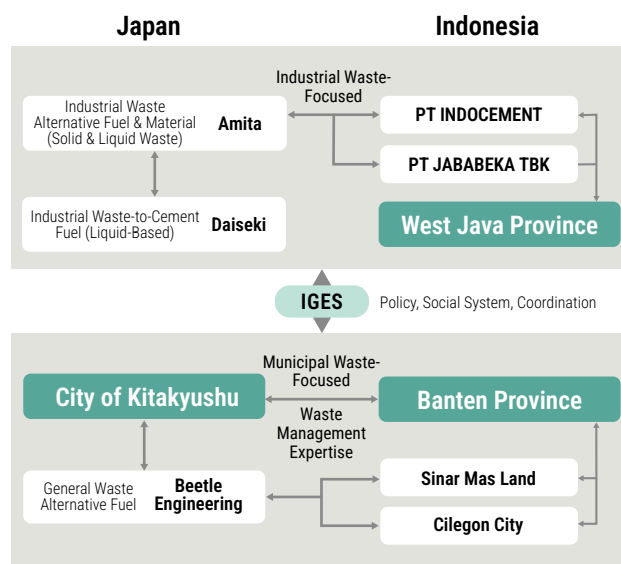 Japan
Indonesia
Industrial Waste-
Focused
Industrial Waste
Alternative Fuel & Material
(Solid & Liquid Waste)
Amita
PT INDOCEMENT
PT JABABEKA TBK
Industrial Waste-to-Cement
Fuel (Liquid-Based)
Daiseki
West Java Province
IGES
Policy, Social System, Coordination
Municipal Waste-
Focused
City of Kitakyushu
Banten Province
Waste
Management
Expertise
General Waste
Alternative Fuel
Beetle
Engineering
Sinar Mas Land
Cilegon City